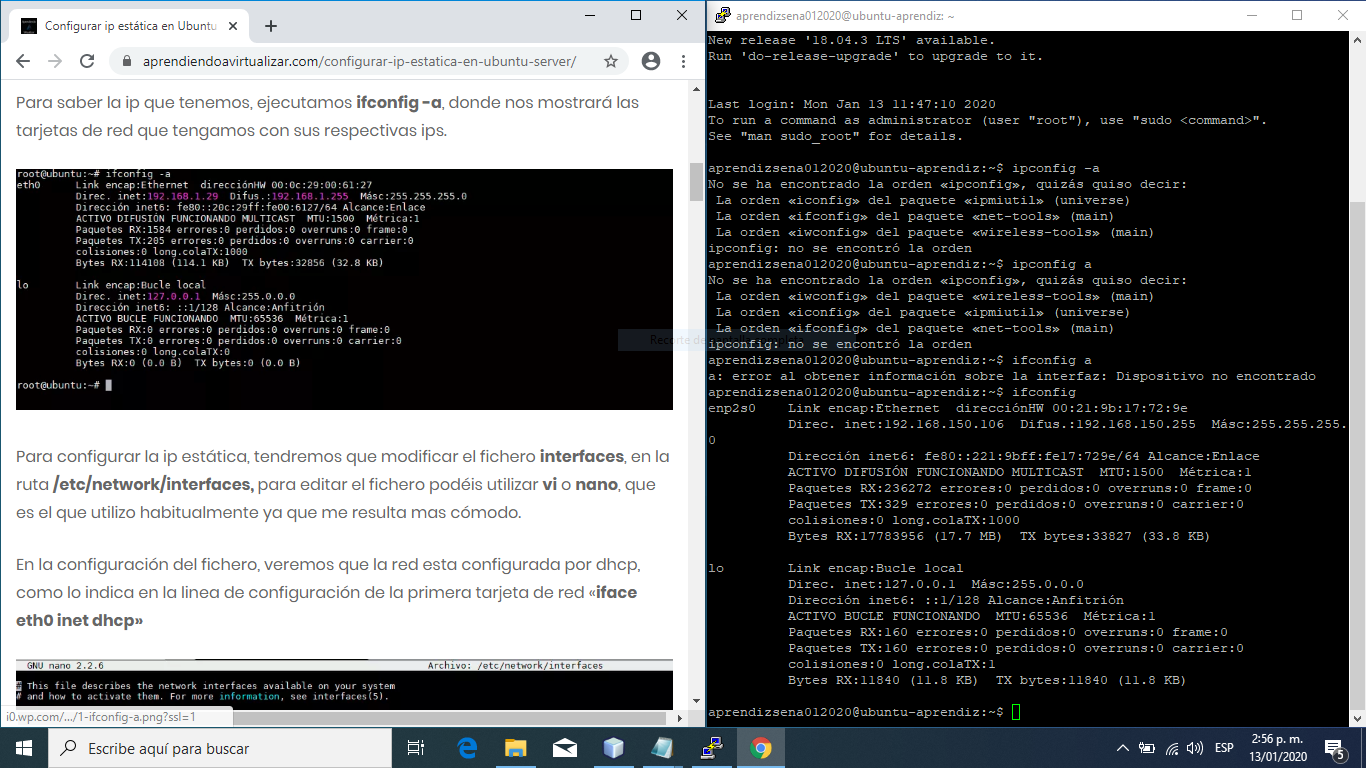 Configurar ip estática en Ubuntu
aprendiendoavirtualizar.com/configurar-ip-estatica-en-ubuntu-server/
Para saber la ip que tenemos, ejecutamos ifconfig -a, donde nos mostrará las
tarjetas de red que tengamos con sus respectivas ips.
root@ubuntu:~# ifconfig -a
eth0 Link encap:Ethernet direcciónHW 00:0c:29:00:61:27
Direc. inet:192.168.1.29 Difus.:192.168.1.255 Másc:255.255.255.0
Dirección inet6: fe80::20c:29ff:fe00:6127/64 Alcance:Enlace
ACTIVO DIFUSIÓN FUNCIONANDO MULTICAST MTU:1500 Métrica:1
Paquetes RX:1584 errores:0 perdidos:0 overruns:0 frame:0
Paquetes TX:205 errores:0 perdidos:0 overruns:0 carrier:0
colisiones:0 long.colaTX:1000
Bytes RX:114108 (114.1 KB) TX bytes:32856 (32.8 KB)
lo Link encap:Bucle local
Direc. inet:127.0.0.1 Másc:255.0.0.0
Dirección inet6: ::1/128 Alcance:Anfitrión
ACTIVO BUCLE FUNCIONANDO MTU:65536 Métrica:1
Paquetes RX:0 errores:0 perdidos:0 overruns:0 frame:0
Paquetes TX:0 errores:0 perdidos:0 overruns:0 carrier:0
colisiones:0 long.colaTX:0
Bytes RX:0 (0.0 B) TX bytes:0 (0.0 B)
root@ubuntu:~#
Para configurar la ip estática, tendremos que modificar el fichero interfaces, en la
ruta /etc/network/interfaces, para editar el fichero podéis utilizar vi o nano, que
es el que utilizo habitualmente ya que me resulta mas cómodo.
En la configuración del fichero, veremos que la red esta configurada por dhcp,
como lo indica en la linea de configuración de la primera tarjeta de red «iface
eth0 inet dhcp»
GNU nano 2.2.6 Archivo: /etc/network/interfaces
# This file describes the network interfaces available on your system
# and how to activate them. For more information, see interfaces(5).
i0.wp.com/.../1-ifconfig-a.png?ssl=1
aprendizsena012020@ubuntu-aprendiz: ~
New release '18.04.3 LTS' available.
Run 'do-release-upgrade' to upgrade to it.
Last login: Mon Jan 13 11:47:10 2020
To run a command as administrator (user "root"), use "sudo <command>".
See "man sudo_root" for details.
aprendizsena012020@ubuntu-aprendiz:~$ ipconfig -a
No se ha encontrado la orden «ipconfig», quizás quiso decir:
La orden «iconfig» del paquete «ipmiutil» (universe)
La orden «ifconfig» del paquete «net-tools» (main)
La orden «iwconfig» del paquete «wireless-tools» (main)
ipconfig: no se encontró la orden
aprendizsena012020@ubuntu-aprendiz:~$ ipconfig a
No se ha encontrado la orden «ipconfig», quizás quiso decir:
La orden «iwconfig» del paquete «wireless-tools» (main)
La orden «iconfig» del paquete «ipmiutil» (universe)
La orden «ifconfig» del paquete «net-tools» (main)
ipconfig: no se encontró la orden
aprendizsena012020@ubuntu-aprendiz:~$ ifconfig a
a: error al obtener información sobre la interfaz: Dispositivo no encontrado
aprendizsena012020@ubuntu-aprendiz:~$ ifconfig
enp2s0 Link encap:Ethernet direcciónHW 00:21:9b:17:72:9e
Direc. inet:192.168.150.106 Difus.:192.168.150.255 Másc:255.255.255.
0
Dirección inet6: fe80::221:9bff:fe17:729e/64 Alcance:Enlace
ACTIVO DIFUSIÓN FUNCIONANDO MULTICAST MTU:1500 Métrica:1
Paquetes RX:236272 errores:0 perdidos:0 overruns:0 frame:0
Paquetes TX:329 errores:0 perdidos:0 overruns:0 carrier:0
colisiones:0 long.colaTX:1000
Bytes RX:17783956 (17.7 MB) TX bytes:33827 (33.8 KB)
lo Link encap:Bucle local
Direc. inet:127.0.0.1 Másc:255.0.0.0
Dirección inet6: ::1/128 Alcance:Anfitrión
ACTIVO BUCLE FUNCIONANDO MTU:65536 Métrica:1
Paquetes RX:160 errores:0 perdidos:0 overruns:0 frame:0
Paquetes TX:160 errores:0 perdidos:0 overruns:0 carrier:0
colisiones:0 long.colaTX:1
Bytes RX:11840 (11.8 KB) TX bytes:11840 (11.8 KB)
aprendizsena012020@ubuntu-aprendiz:~$
Recorte de
Escribe aquí para buscar
ESP
2:56 p. m.
13/01/2020
5